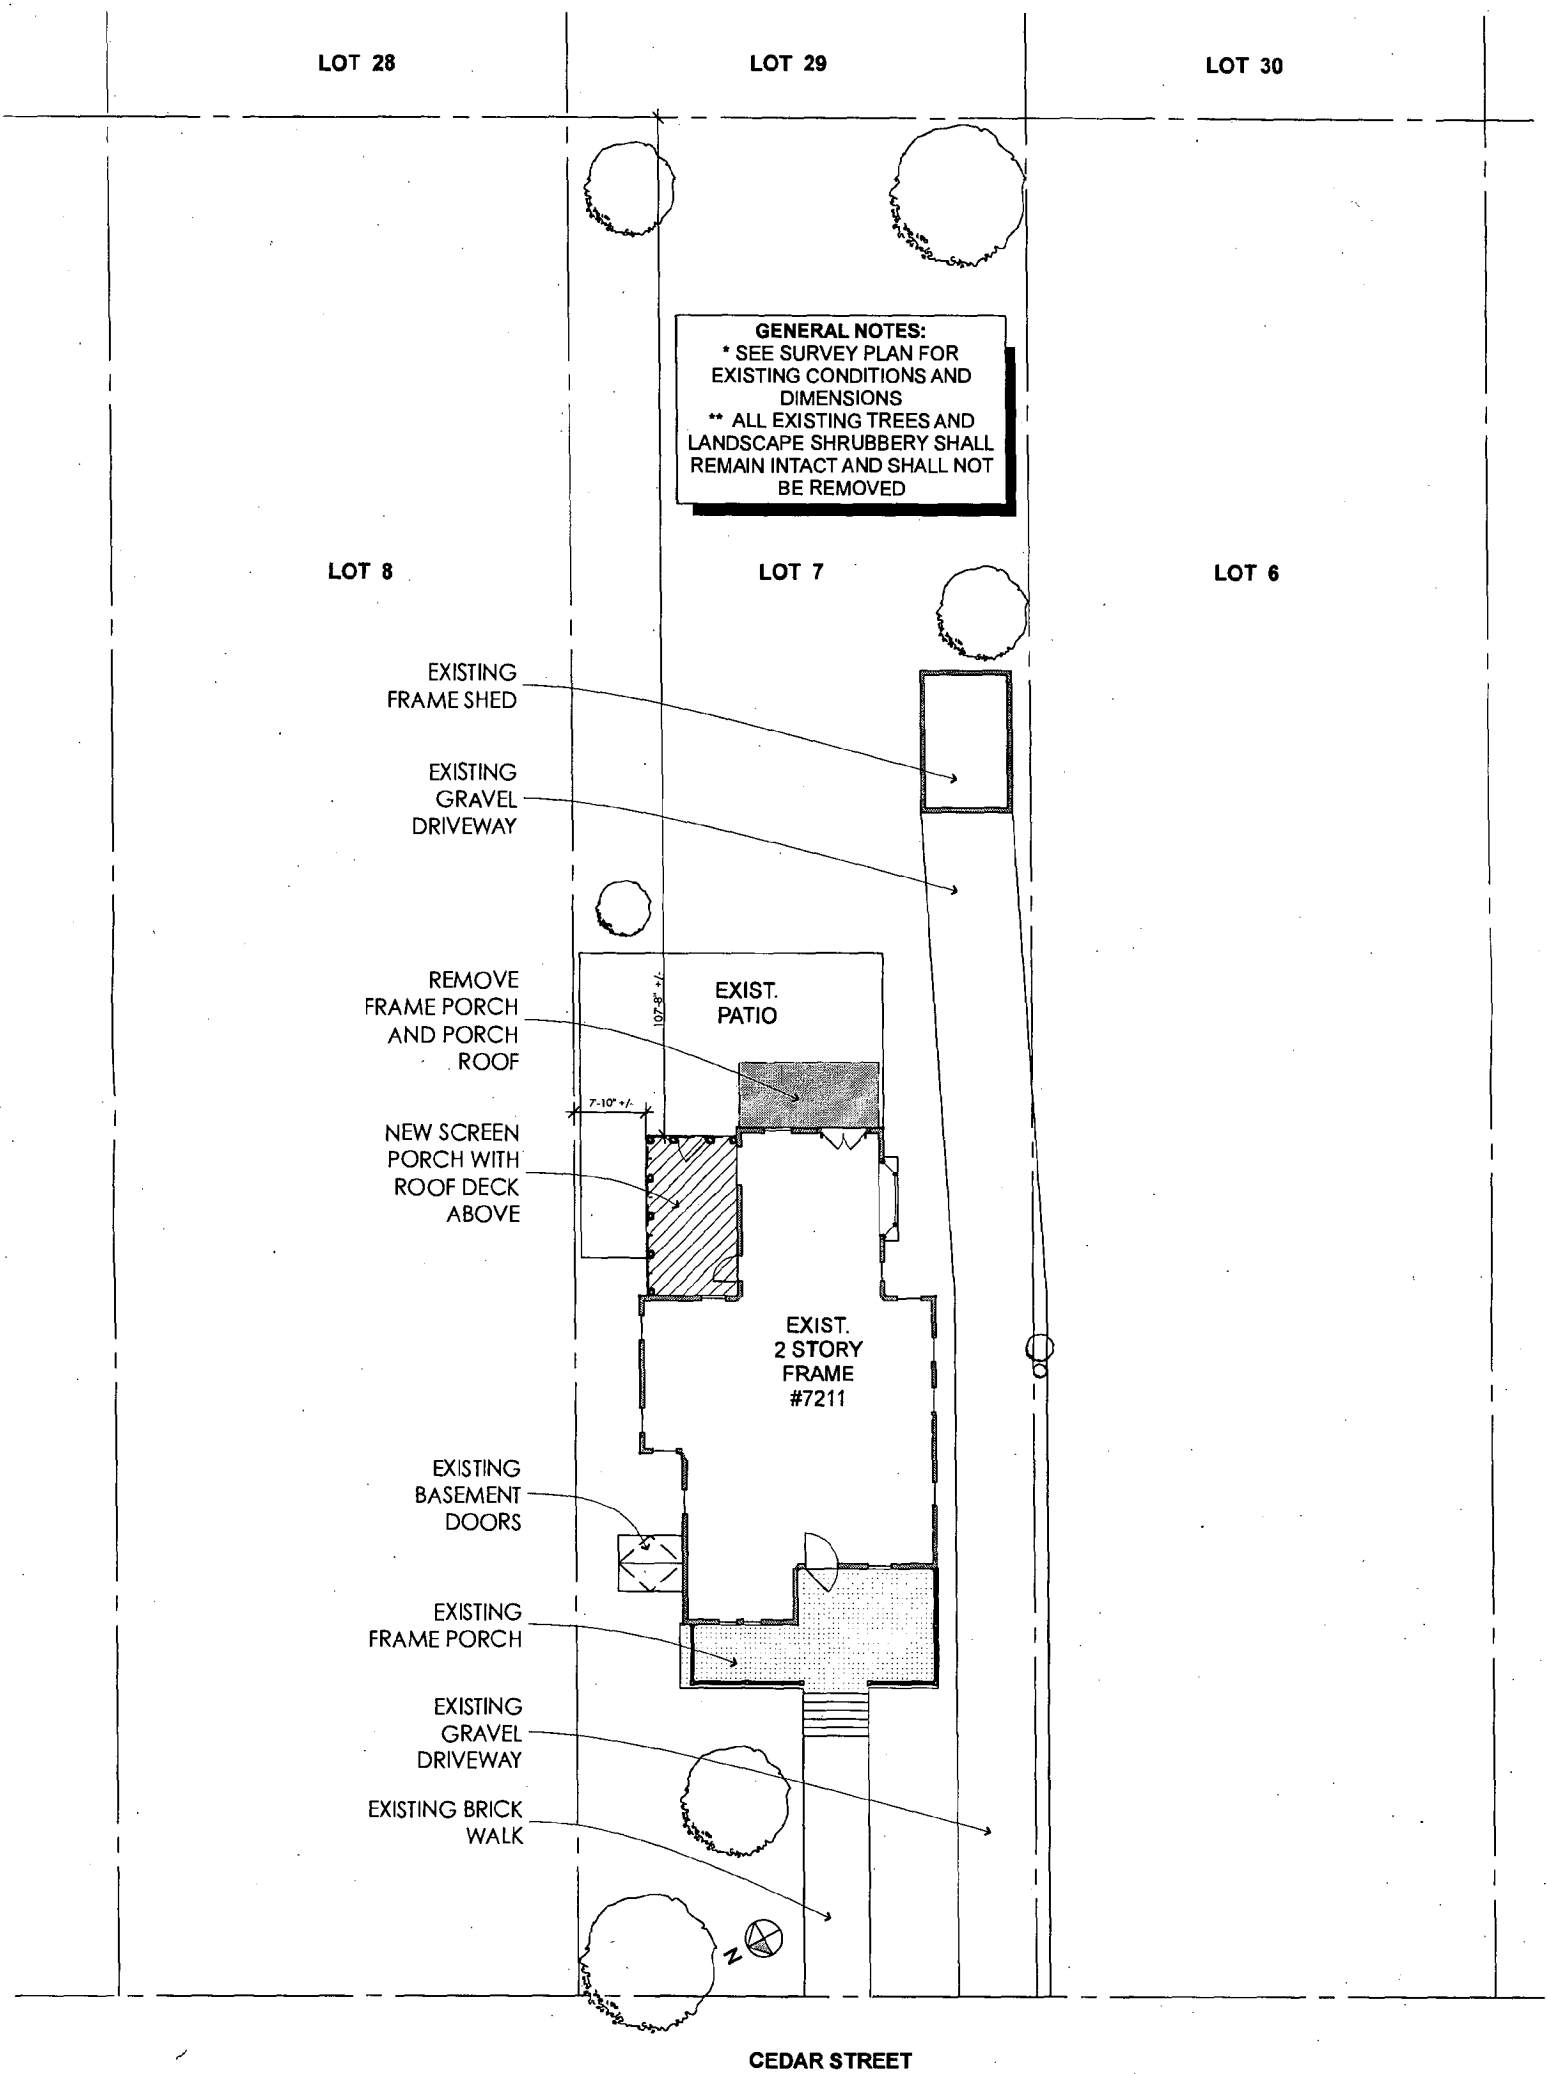 LOT 28
LOT 29
LOT 30
GENERAL NOTES:
* SEE SURVEY PLAN FOR
EXISTING CONDITIONS AND
DIMENSIONS
** ALL EXISTING TREES AND
LANDSCAPE SHRUBBERY SHALL
REMAIN INTACT AND SHALL NOT
BE REMOVED
LOT 8
LOT 7
LOT 6
EXISTING
FRAME SHED
EXISTING
GRAVEL
DRIVEWAY
REMOVE
FRAME PORCH
AND PORCH
ROOF
EXIST.
PATIO
107'-8" +/-
7'-10" +/-
NEW SCREEN
PORCH WITH
ROOF DECK
ABOVE
EXIST.
2 STORY
FRAME
#7211
EXISTING
BASEMENT
DOORS
EXISTING
FRAME PORCH
EXISTING
GRAVEL
DRIVEWAY
EXISTING BRICK
WALK
N
CEDAR STREET